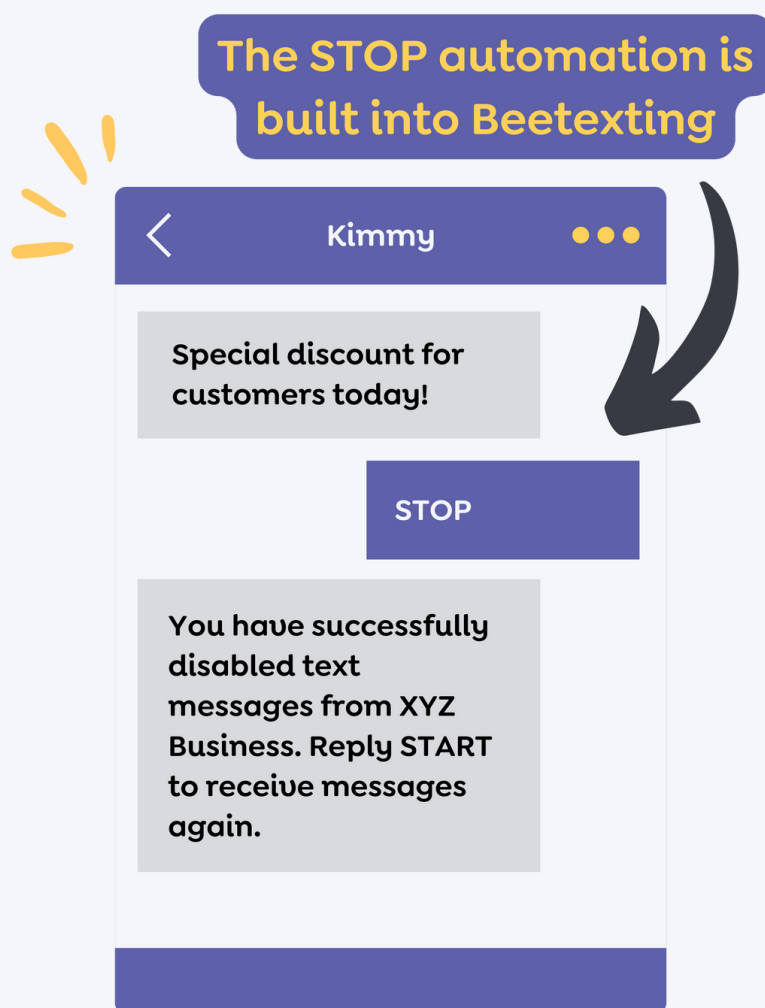 The STOP automation is
built into Beetexting
Kimmy
Special discount for
customers today!
STOP
You have successfully
disabled text
messages from XYZ
Business. Reply START
to receive messages
again.